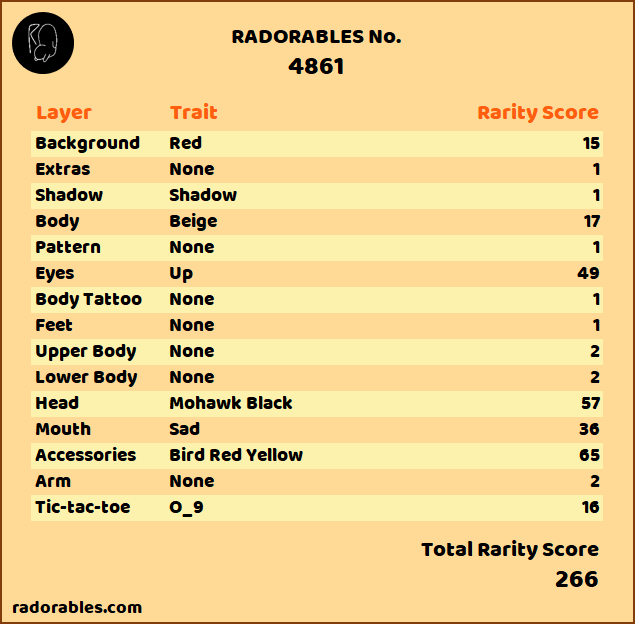 RADORABLES No.
4861
Layer Trait Rarity Score
Background Red 15
Extras None 1
Shadow Shadow 1
Body Beige 17
Pattern None 1
Eyes Up 49
Body Tattoo None 1
Feet None 1
Upper Body None 2
Lower Body None 2
Head Mohawk Black 57
Mouth Sad 36
Accessories Bird Red Yellow 65
Arm None 2
Tic-tac-toe O_9 16
Total Rarity Score
266
radorables.com